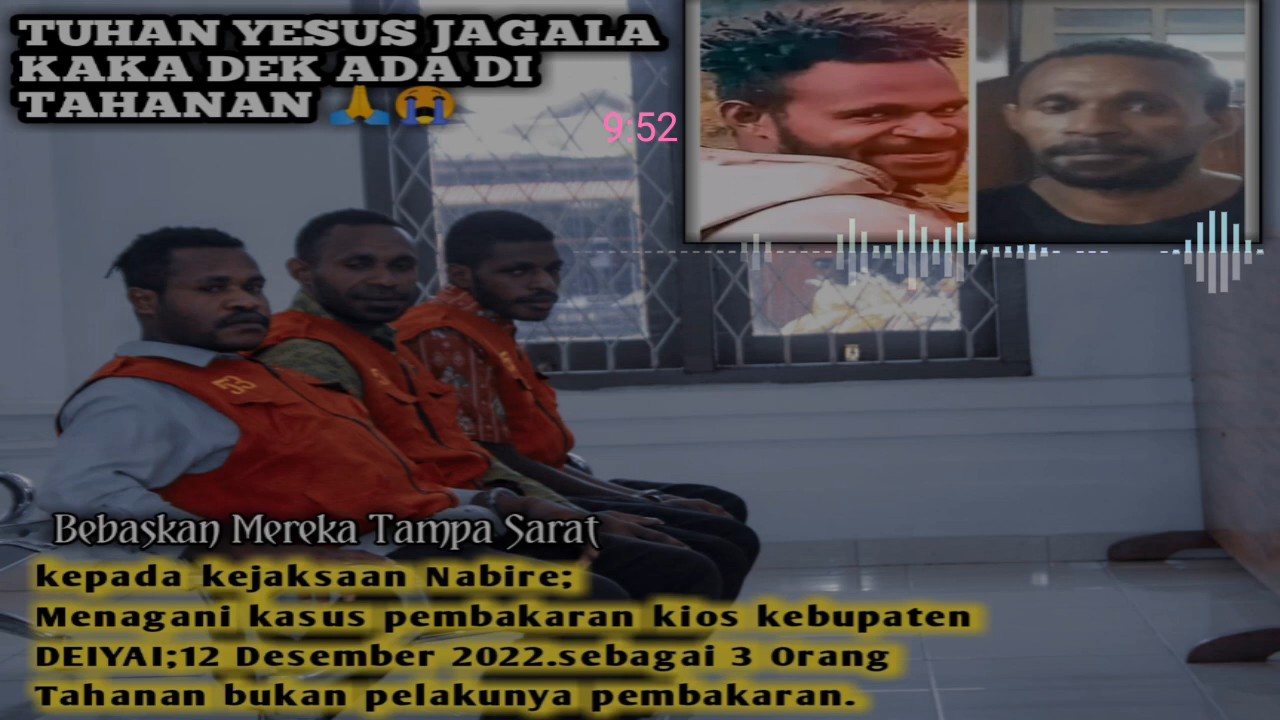 TUHAN YESUS JAGALA
KAKA DEK ADA DI
TAHANAN 🙏😭
9:52
Bebaskan Mereka Tampa Sarat
kepada kejaksaan Nabire;
Menagani kasus pembakaran kios kebupaten
DEIYAI;12 Desember 2022.sebagai 3 Orang
Tahanan bukan pelakunya pembakaran.